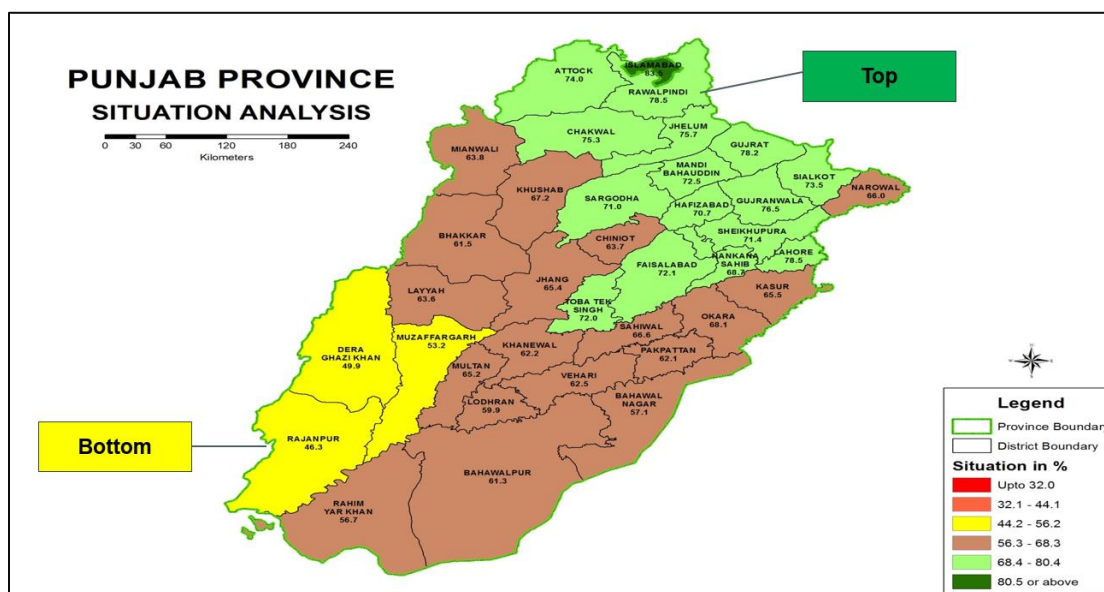 PUNJAB PROVINCE
SITUATION ANALYSIS
0 30 60 120 180 240
Kilometers
Top
Bottom
ISLAMABAD
83.5
ATTOCK
74.0
RAWALPINDI
78.5
CHAKWAL
75.3
JHELUM
75.7
GUJRAT
78.2
MIANWALI
63.8
MANDI
BAHAUDDIN
72.5
SIALKOT
73.5
NAROWAL
66.0
KHUSHAB
67.2
SARGODHA
71.0
HAFIZABAD
70.7
GUJRANWALA
76.5
SHEIKHUPURA
71.4
BHAKKAR
61.5
CHINIOT
63.7
LAHORE
78.5
NANKANA
SAHIB
68.7
FAISALABAD
72.1
JHANG
65.4
KASUR
65.5
LAYYAH
63.6
TOBA TEK
SINGH
72.0
OKARA
68.1
SAHIWAL
66.6
MUZAFFARGARH
53.2
KHANEWAL
62.2
PAKPATTAN
62.1
DERA
GHAZI KHAN
49.9
MULTAN
65.2
VEHARI
62.5
LODHRAN
59.9
BAHAWAL
NAGAR
57.1
RAJANPUR
46.3
BAHAWALPUR
61.3
RAHIM
YAR KHAN
56.7
Legend
Province Boundary
District Boundary
Situation in %
Upto 32.0
32.1 - 44.1
44.2 - 56.2
56.3 - 68.3
68.4 - 80.4
80.5 or above